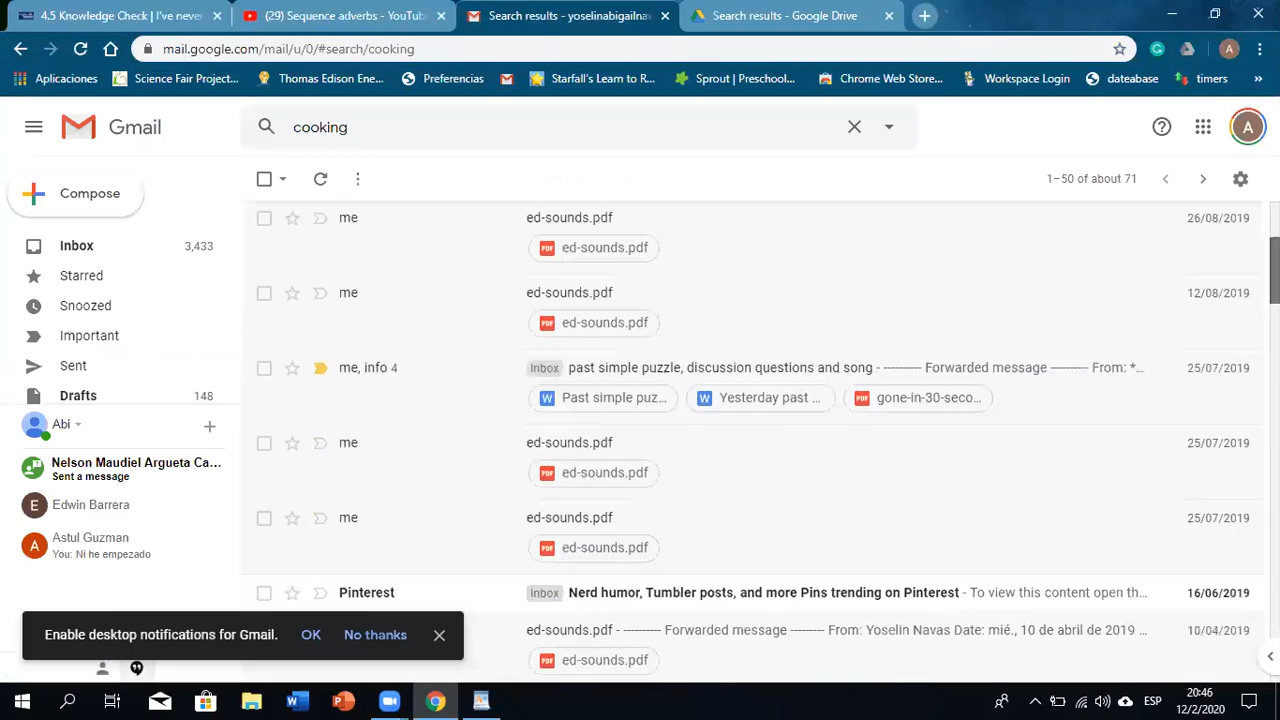 4.5 Knowledge Check | I've never
(29) Sequence adverbs - YouTube
Search results - yoselinabigailnav
Search results - Google Drive
mail.google.com/mail/u/0/#search/cooking
A
Aplicaciones
Science Fair Project...
Thomas Edison Ene...
Preferencias
Starfall's Learn to R...
Sprout | Preschool...
Chrome Web Store...
Workspace Login
dateabase
timers
»
Gmail
cooking
A
Compose
1–50 of about 71
Inbox 3,433
Starred
Snoozed
Important
Sent
Drafts 148
Abi
Nelson Maudiel Argueta Ca...
Sent a message
E Edwin Barrera
A Astul Guzman
You: Ni he empezado
me ed-sounds.pdf 26/08/2019
PDF ed-sounds.pdf
me ed-sounds.pdf 12/08/2019
PDF ed-sounds.pdf
me, info 4 Inbox past simple puzzle, discussion questions and song - ---------- Forwarded message ---------- From: *... 25/07/2019
W Past simple puz... W Yesterday past ... PDF gone-in-30-seco...
me ed-sounds.pdf 25/07/2019
PDF ed-sounds.pdf
me ed-sounds.pdf 25/07/2019
PDF ed-sounds.pdf
Pinterest Inbox Nerd humor, Tumbler posts, and more Pins trending on Pinterest - To view this content open th... 16/06/2019
ed-sounds.pdf - ---------- Forwarded message --------- From: Yoselin Navas Date: mié., 10 de abril de 2019 ... 10/04/2019
PDF ed-sounds.pdf
Enable desktop notifications for Gmail. OK No thanks
ESP
20:46
12/2/2020